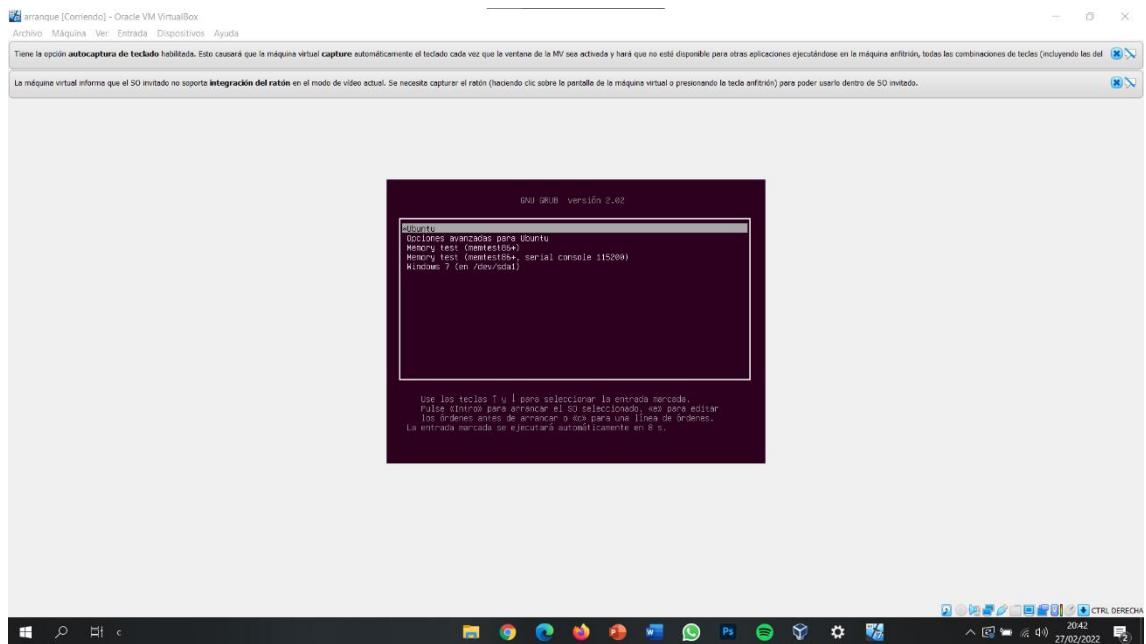 arranque [Corriendo] - Oracle VM VirtualBox
Archivo Máquina Ver Entrada Dispositivos Ayuda
Tiene la opción autocaptura de teclado habilitada. Esto causará que la máquina virtual capture automáticamente el teclado cada vez que la ventana de la MV sea activada y hará que no esté disponible para otras aplicaciones ejecutándose en la máquina anfitrión, todas las combinaciones de teclas (incluyendo las del
La máquina virtual informa que el SO invitado no soporta integración del ratón en el modo de vídeo actual. Se necesita capturar el ratón (haciendo clic sobre la pantalla de la máquina virtual o presionando la tecla anfitrión) para poder usarlo dentro de SO invitado.
GNU GRUB versión 2.02
*Ubuntu
Opciones avanzadas para Ubuntu
Memory test (memtest86+)
Memory test (memtest86+, serial console 115200)
Windows 7 (en /dev/sda1)
Use las teclas ↑ y ↓ para seleccionar la entrada marcada.
Pulse «Intro» para arrancar el SO seleccionado, «e» para editar
los órdenes antes de arrancar o «c» para una línea de órdenes.
La entrada marcada se ejecutará automáticamente en 8 s.
CTRL DERECHA
20:42
27/02/2022